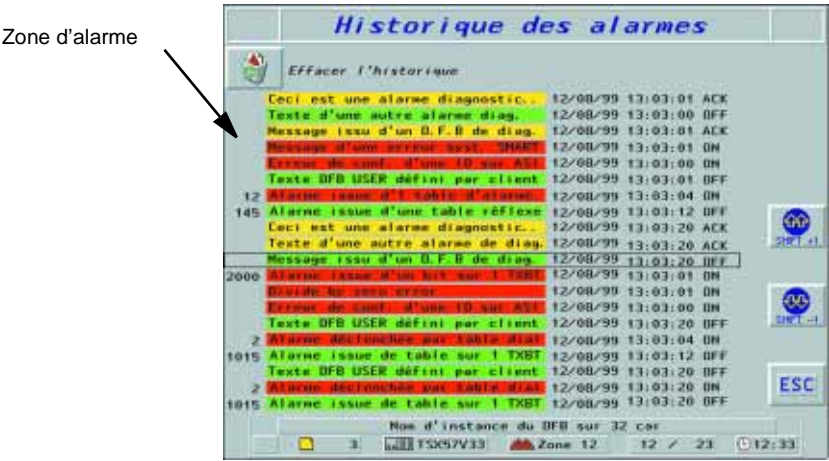 Zone d'alarme
Historique des alarmes
Effacer l'historique
Ceci est une alarme diagnostic.. 12/08/99 13:03:01 ACK
Texte d'une autre alarme diag. 12/08/99 13:03:00 OFF
Message issu d'un D.F.B de diag. 12/08/99 13:03:01 ACK
Message d'une erreur syst. SMART 12/08/99 13:03:01 ON
Erreur de conf. d'une IO sur ASI 12/08/99 13:03:00 ON
Texte DFB USER défini par client 12/08/99 13:03:01 OFF
12 Alarme issue d'1 table d'alarme 12/08/99 13:03:04 ON
145 Alarme issue d'une table réflexe 12/08/99 13:03:12 OFF
Ceci est une alarme diagnostic.. 12/08/99 13:03:20 ACK
Texte d'une autre alarme de diag. 12/08/99 13:03:20 ACK
Message issu d'un D.F.B de diag. 12/08/99 13:03:20 OFF
2000 Alarme issue d'un bit sur 1 TXBT 12/08/99 13:03:01 ON
Divide by zero error 12/08/99 13:03:01 ON
Erreur de conf. d'une IO sur ASI 12/08/99 13:03:00 ON
Texte DFB USER défini par client 12/08/99 13:03:20 OFF
2 Alarme déclenchée par table dial 12/08/99 13:03:04 ON
1015 Alarme issue de table sur 1 TXBT 12/08/99 13:03:12 OFF
Texte DFB USER défini par client 12/08/99 13:03:20 OFF
2 Alarme déclenchée par table dial 12/08/99 13:03:20 ON
1015 Alarme issue de table sur 1 TXBT 12/08/99 13:03:20 OFF
SHIFT +1
SHIFT -1
ESC
Nom d'instance du DFB sur 32 car
3 TSX57V33 Zone 12 12 / 23 12:33